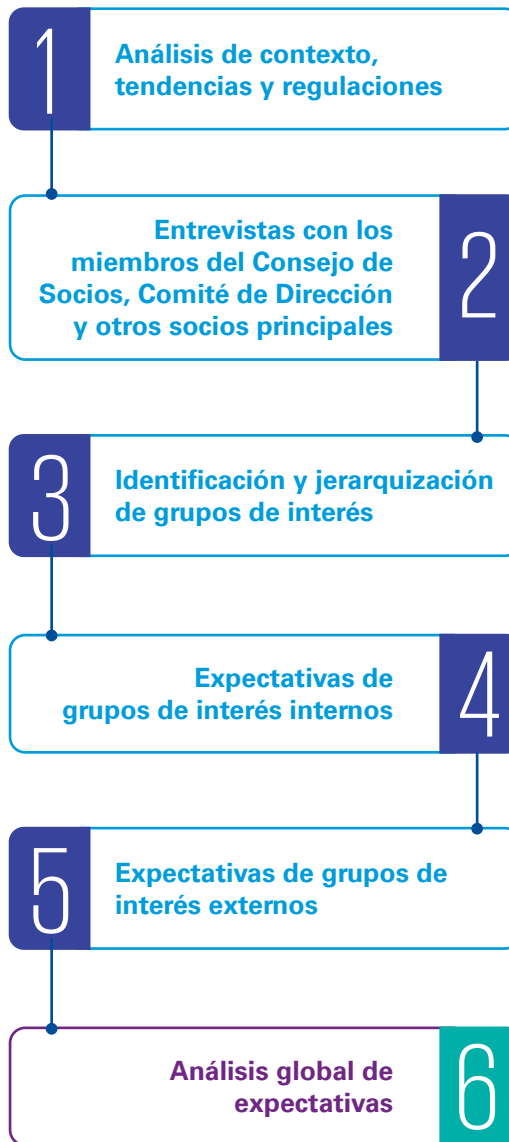 1
Análisis de contexto,
tendencias y regulaciones
Entrevistas con los
miembros del Consejo de
Socios, Comité de Dirección
y otros socios principales
2
3
Identificación y jerarquización
de grupos de interés
Expectativas de
grupos de interés internos
4
5
Expectativas de grupos de
interés externos
Análisis global de
expectativas
6